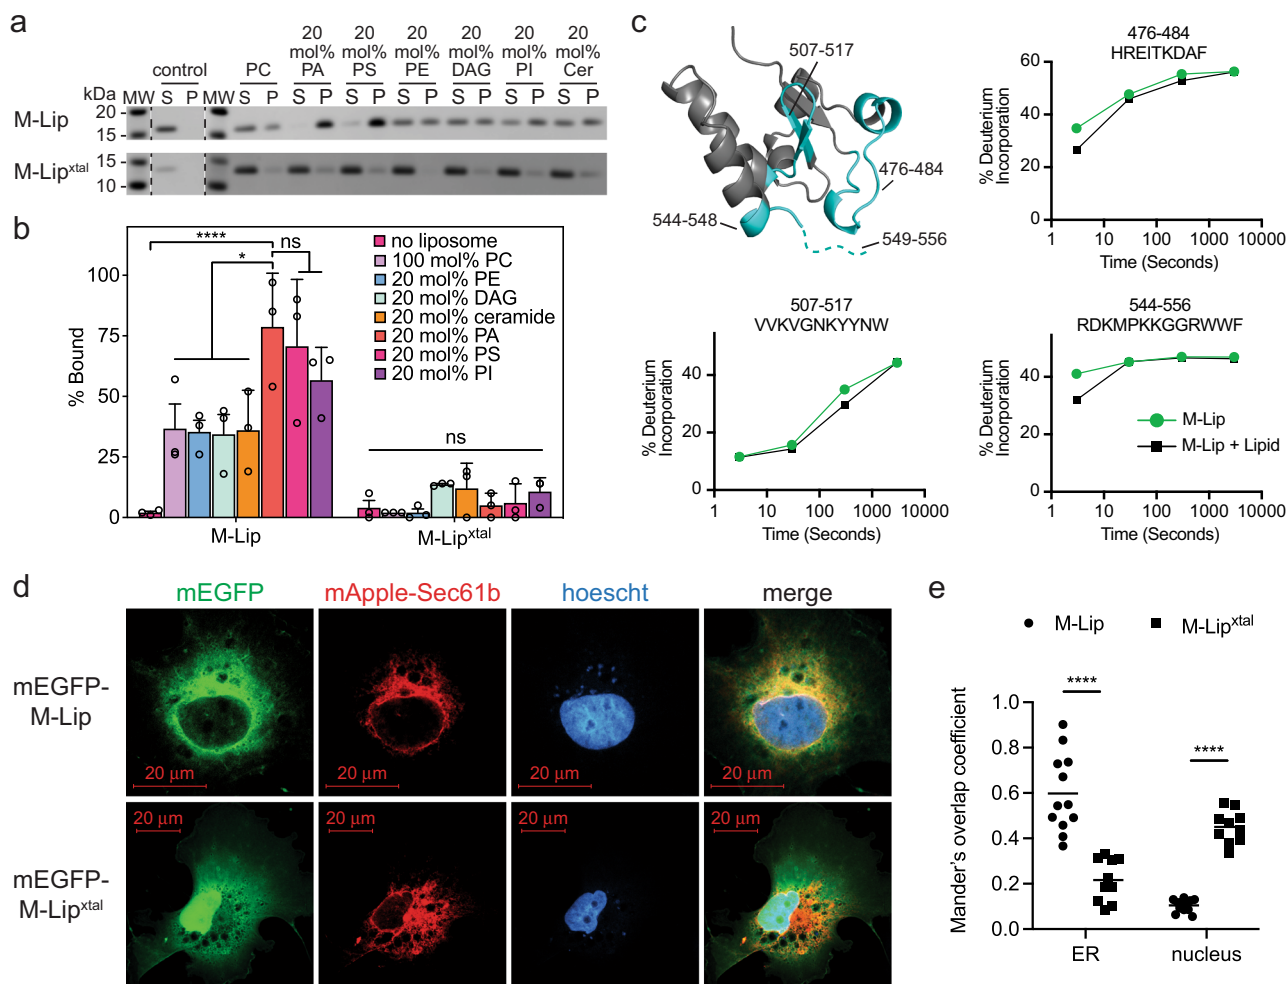 a
20 mol% PA
20 mol% PS
20 mol% PE
20 mol% DAG
20 mol% PI
20 mol% Cer
control
PC
kDa MW S P MW S P S P S P S P S P S P S P
M-Lip
20
15
M-Lipxtal
15
10
b
% Bound
100
75
50
25
0
****
*
ns
ns
no liposome
100 mol% PC
20 mol% PE
20 mol% DAG
20 mol% ceramide
20 mol% PA
20 mol% PS
20 mol% PI
M-Lip
M-Lipxtal
c
507-517
476-484
544-548
549-556
476-484
HREITKDAF
% Deuterium Incorporation
60
40
20
0
1 10 100 1000 10000
Time (Seconds)
507-517
VVKVGNKYYNW
% Deuterium Incorporation
40
20
0
1 10 100 1000 10000
Time (Seconds)
544-556
RDKMPKKGGRWWF
% Deuterium Incorporation
40
20
0
M-Lip
M-Lip + Lipid
1 10 100 1000 10000
Time (Seconds)
d
mEGFP
mApple-Sec61b
hoescht
merge
mEGFP-
M-Lip
20 μm
20 μm
20 μm
20 μm
mEGFP-
M-Lipxtal
20 μm
20 μm
20 μm
20 μm
e
M-Lip
M-Lipxtal
Mander's overlap coefficient
1.0
0.8
0.6
0.4
0.2
0.0
****
****
ER
nucleus